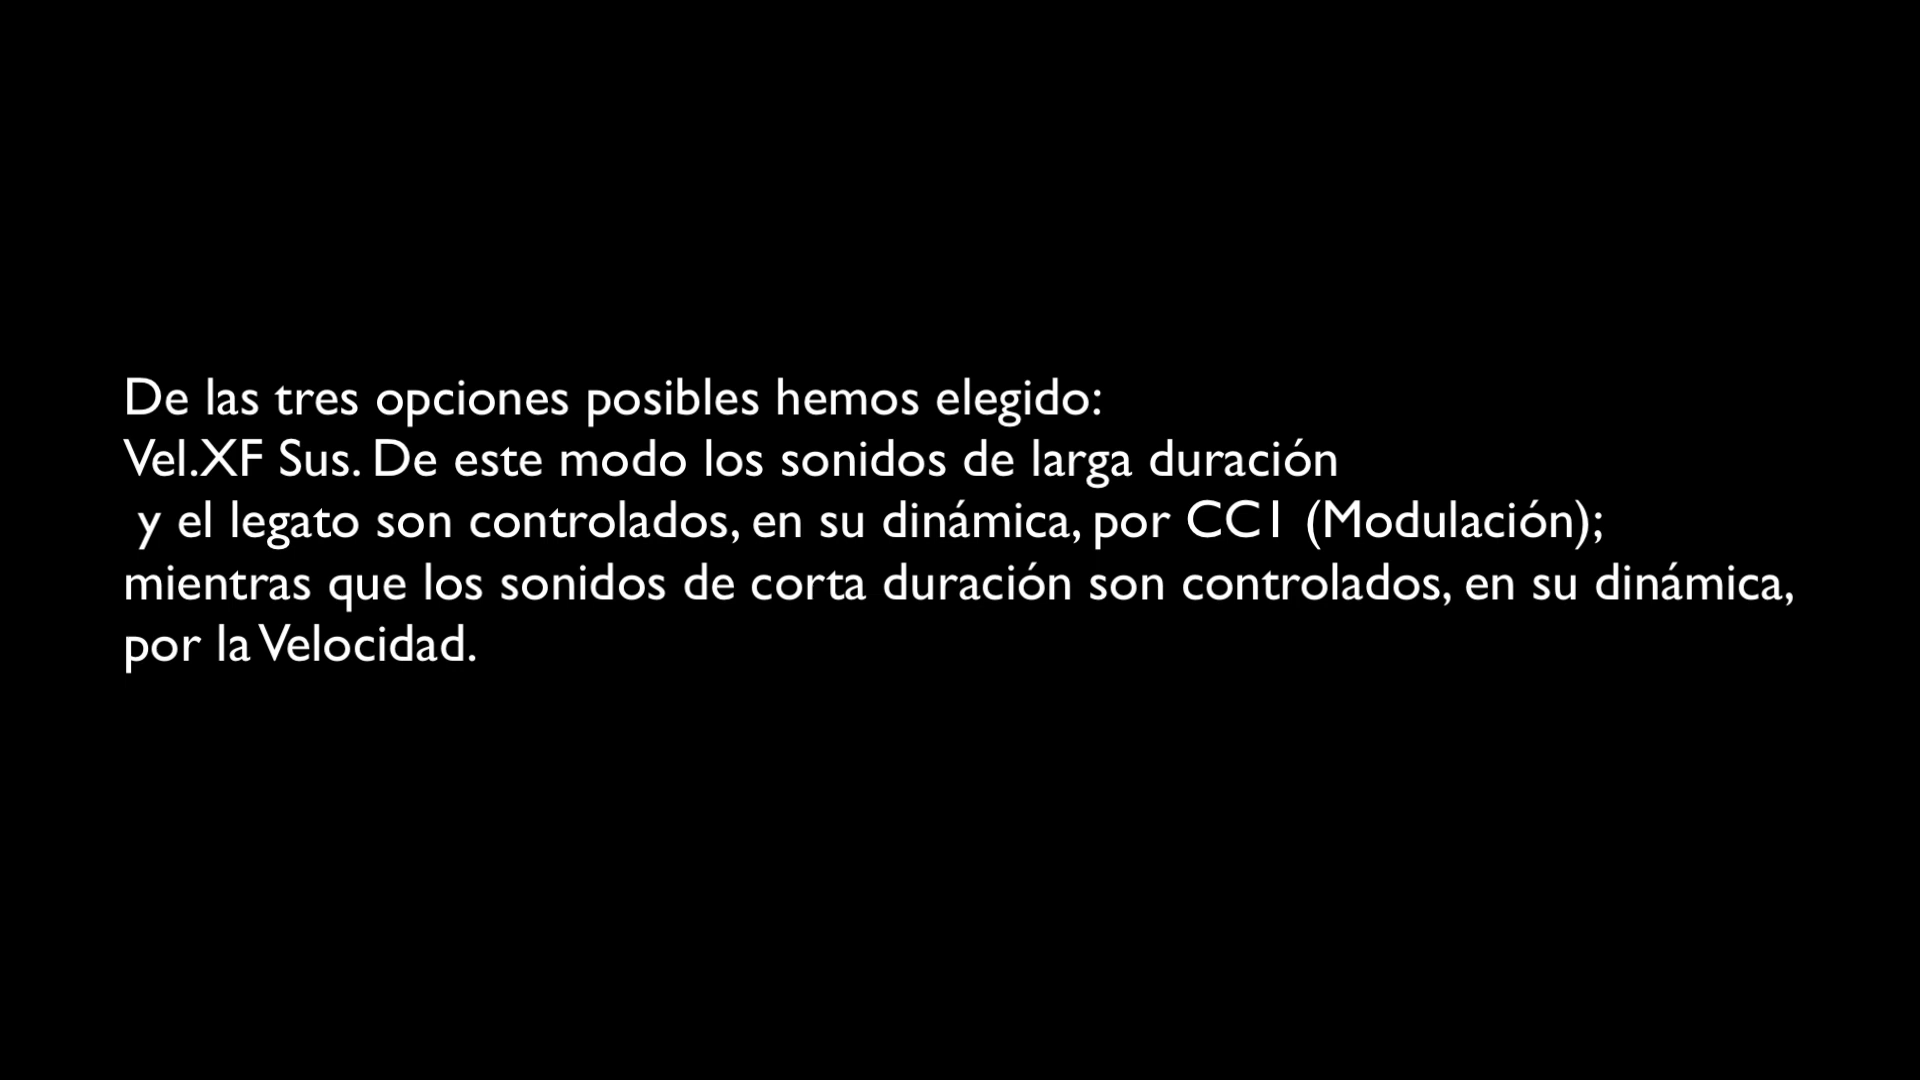 De las tres opciones posibles hemos elegido:
Vel.XF Sus. De este modo los sonidos de larga duración
y el legato son controlados, en su dinámica, por CC1 (Modulación);
mientras que los sonidos de corta duración son controlados, en su dinámica,
por la Velocidad.